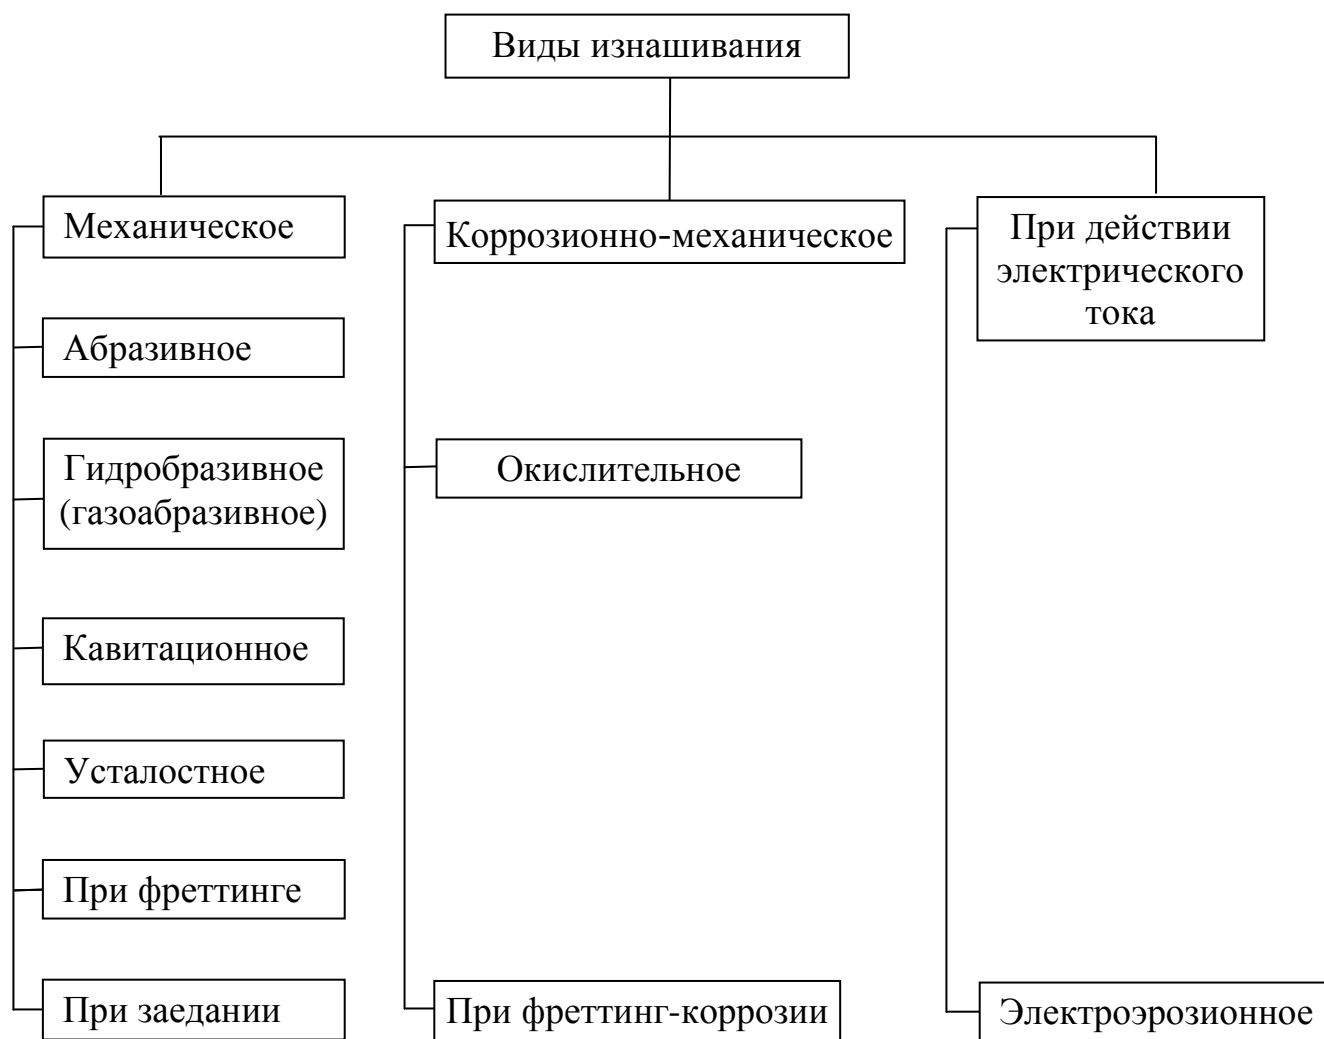 Виды изнашивания
Механическое
Абразивное
Гидробразивное
(газоабразивное)
Кавитационное
Усталостное
При фреттинге
При заедании
Коррозионно-механическое
Окислительное
При фреттинг-коррозии
При действии
электрического
тока
Электроэрозионное